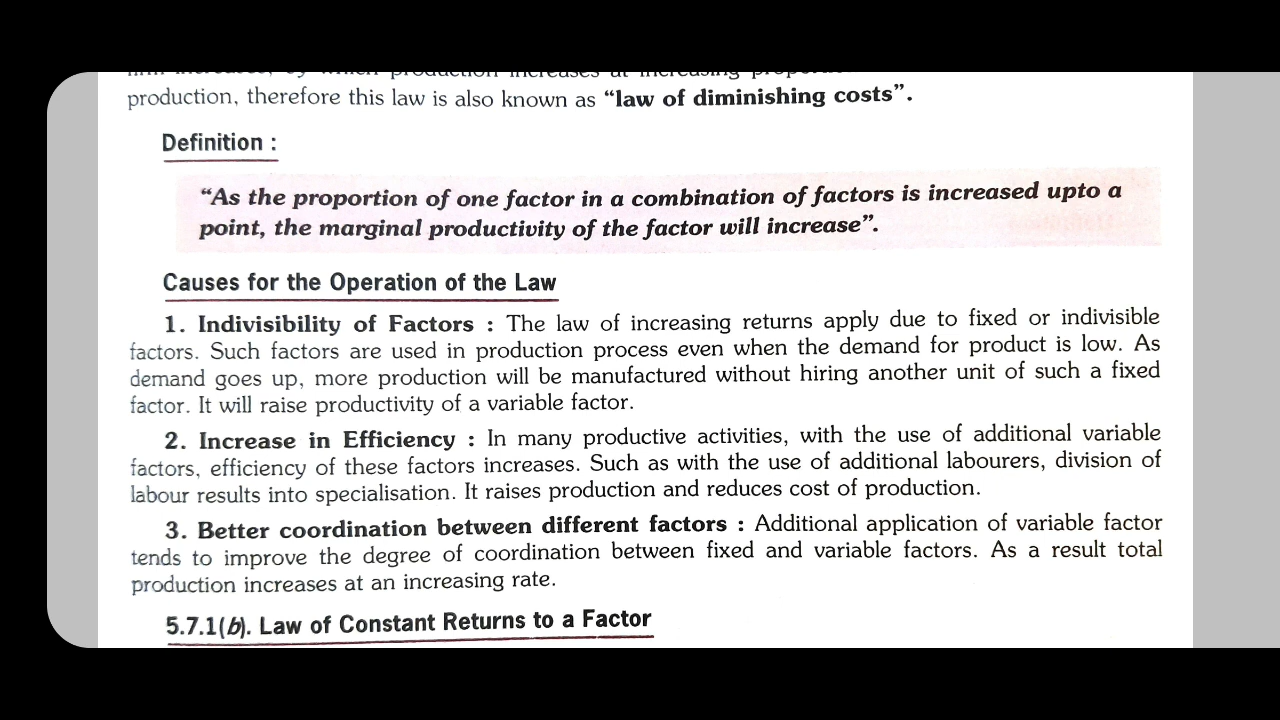 firm increases, by which production increases at increasing
production, therefore this law is also known as “law of diminishing costs”.
Definition :
“As the proportion of one factor in a combination of factors is increased upto a
point, the marginal productivity of the factor will increase”.
Causes for the Operation of the Law
1. Indivisibility of Factors : The law of increasing returns apply due to fixed or indivisible
factors. Such factors are used in production process even when the demand for product is low. As
demand goes up, more production will be manufactured without hiring another unit of such a fixed
factor. It will raise productivity of a variable factor.
2. Increase in Efficiency : In many productive activities, with the use of additional variable
factors, efficiency of these factors increases. Such as with the use of additional labourers, division of
labour results into specialisation. It raises production and reduces cost of production.
3. Better coordination between different factors : Additional application of variable factor
tends to improve the degree of coordination between fixed and variable factors. As a result total
production increases at an increasing rate.
5.7.1(b). Law of Constant Returns to a Factor